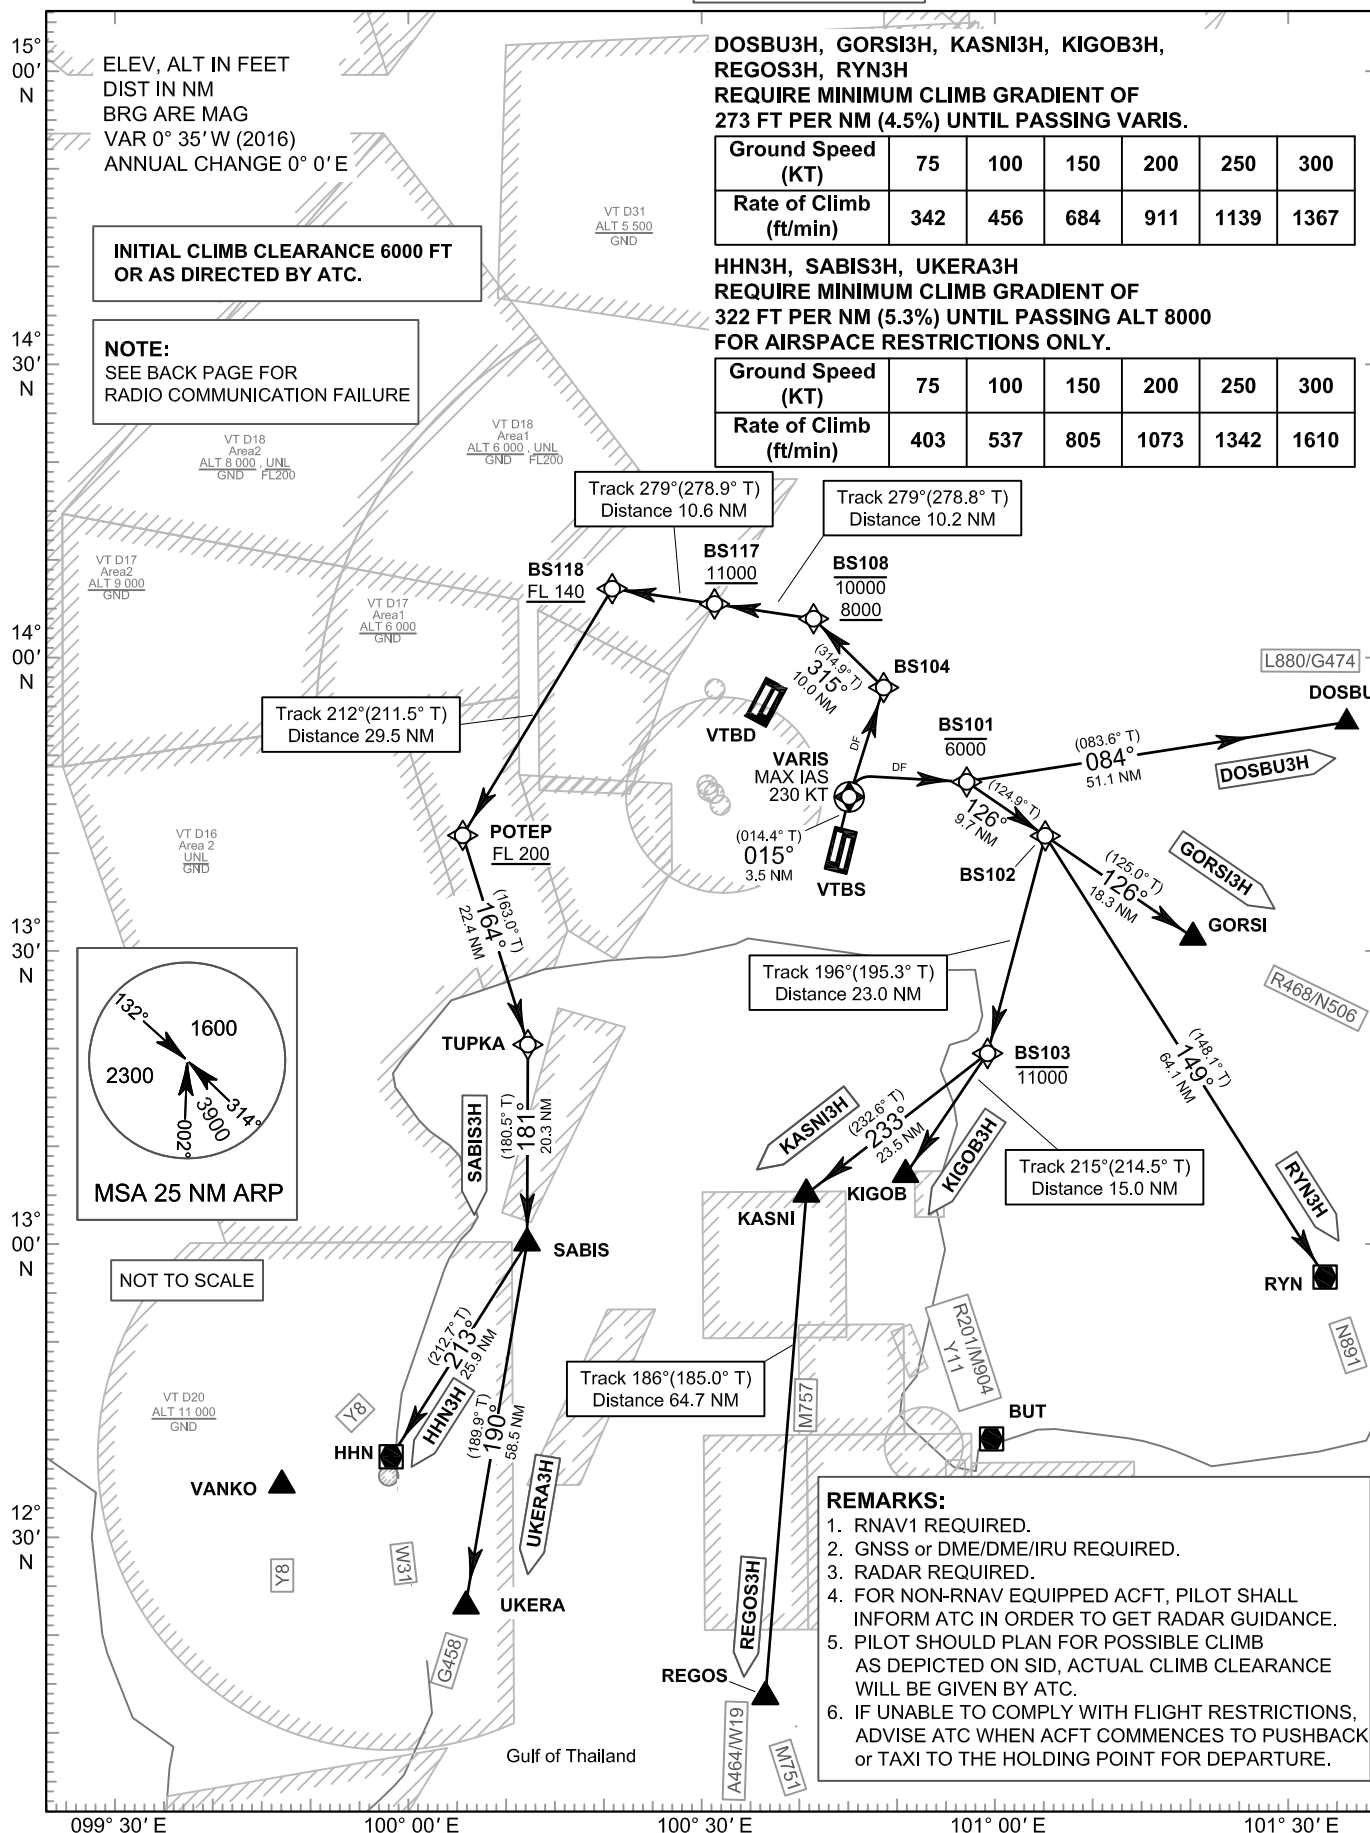 15°
00′
N
14°
30′
N
14°
00′
N
13°
30′
N
13°
00′
N
12°
30′
N
ELEV, ALT IN FEET
DIST IN NM
BRG ARE MAG
VAR 0° 35′ W (2016)
ANNUAL CHANGE 0° 0′ E
INITIAL CLIMB CLEARANCE 6000 FT
OR AS DIRECTED BY ATC.
NOTE:
SEE BACK PAGE FOR
RADIO COMMUNICATION FAILURE
DOSBU3H, GORSI3H, KASNI3H, KIGOB3H,
REGOS3H, RYN3H
REQUIRE MINIMUM CLIMB GRADIENT OF
273 FT PER NM (4.5%) UNTIL PASSING VARIS.
Ground Speed (KT) 75 100 150 200 250 300
Rate of Climb (ft/min) 342 456 684 911 1139 1367
HHN3H, SABIS3H, UKERA3H
REQUIRE MINIMUM CLIMB GRADIENT OF
322 FT PER NM (5.3%) UNTIL PASSING ALT 8000
FOR AIRSPACE RESTRICTIONS ONLY.
Ground Speed (KT) 75 100 150 200 250 300
Rate of Climb (ft/min) 403 537 805 1073 1342 1610
VT D31
ALT 5 500
GND
VT D18
Area2
ALT 8 000 , UNL
GND FL200
VT D18
Area1
ALT 6 000 , UNL
GND FL200
VT D17
Area2
ALT 9 000
GND
VT D17
Area1
ALT 6 000
GND
VT D16
Area 2
UNL
GND
VT D20
ALT 11 000
GND
Track 279°(278.9° T)
Distance 10.6 NM
Track 279°(278.8° T)
Distance 10.2 NM
BS118
FL 140
BS117
11000
BS108
10000
8000
(314.9° T)
315°
10.0 NM
BS104
DF
VTBD
VARIS
MAX IAS
230 KT
DF
(014.4° T)
015°
3.5 NM
VTBS
BS101
6000
(083.6° T)
084°
51.1 NM
L880/G474
DOSBU
DOSBU3H
(124.9° T)
126°
9.7 NM
BS102
(125.0° T)
126°
18.3 NM
GORSI3H
GORSI
R468/N506
Track 212°(211.5° T)
Distance 29.5 NM
POTEP
FL 200
(163.0° T)
164°
22.4 NM
TUPKA
(180.5° T)
181°
20.3 NM
SABIS3H
SABIS
Track 196°(195.3° T)
Distance 23.0 NM
BS103
11000
(148.1° T)
149°
64.1 NM
RYN3H
RYN
N891
KASNI3H
(232.6° T)
233°
23.5 NM
KASNI
KIGOB
KIGOB3H
Track 215°(214.5° T)
Distance 15.0 NM
132°
1600
2300
314°
3900
002°
MSA 25 NM ARP
NOT TO SCALE
(212.7° T)
213°
25.9 NM
HHN3H
HHN
Y8
VANKO
Y8
W31
(189.9° T)
190°
58.5 NM
UKERA3H
UKERA
G458
Track 186°(185.0° T)
Distance 64.7 NM
M757
R201/M904
Y11
BUT
REGOS3H
REGOS
A464/W19
M751
Gulf of Thailand
REMARKS:
1. RNAV1 REQUIRED.
2. GNSS or DME/DME/IRU REQUIRED.
3. RADAR REQUIRED.
4. FOR NON-RNAV EQUIPPED ACFT, PILOT SHALL
INFORM ATC IN ORDER TO GET RADAR GUIDANCE.
5. PILOT SHOULD PLAN FOR POSSIBLE CLIMB
AS DEPICTED ON SID, ACTUAL CLIMB CLEARANCE
WILL BE GIVEN BY ATC.
6. IF UNABLE TO COMPLY WITH FLIGHT RESTRICTIONS,
ADVISE ATC WHEN ACFT COMMENCES TO PUSHBACK
or TAXI TO THE HOLDING POINT FOR DEPARTURE.
099° 30′ E
100° 00′ E
100° 30′ E
101° 00′ E
101° 30′ E